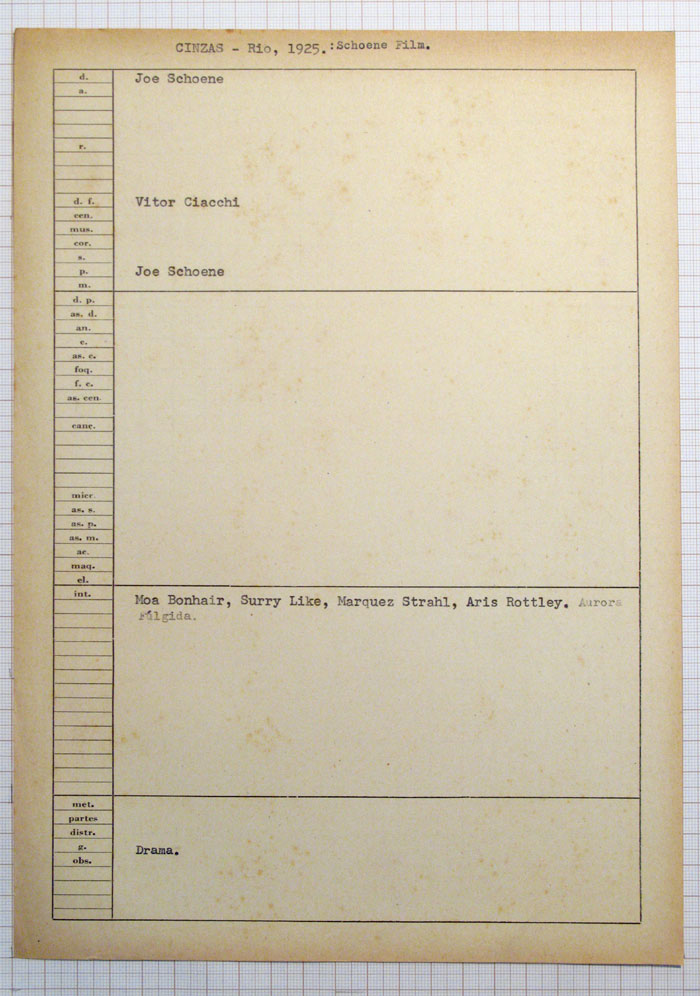 CINZAS - Rio, 1925.:Schoene Film.
d. Joe Schoene
a.
r.
d. f. Vitor Ciacchi
cen.
mus.
cor.
s.
p. Joe Schoene
m.
d. p.
as. d.
an.
e.
as. c.
foq.
f. c.
as. cen.
canc.
micr.
as. s.
as. p.
as. m.
ac.
maq.
el.
int. Moa Bonhair, Surry Like, Marquez Strahl, Aris Rottley. Aurora
Fúlgida.
met.
partes
distr.
g. Drama.
obs.